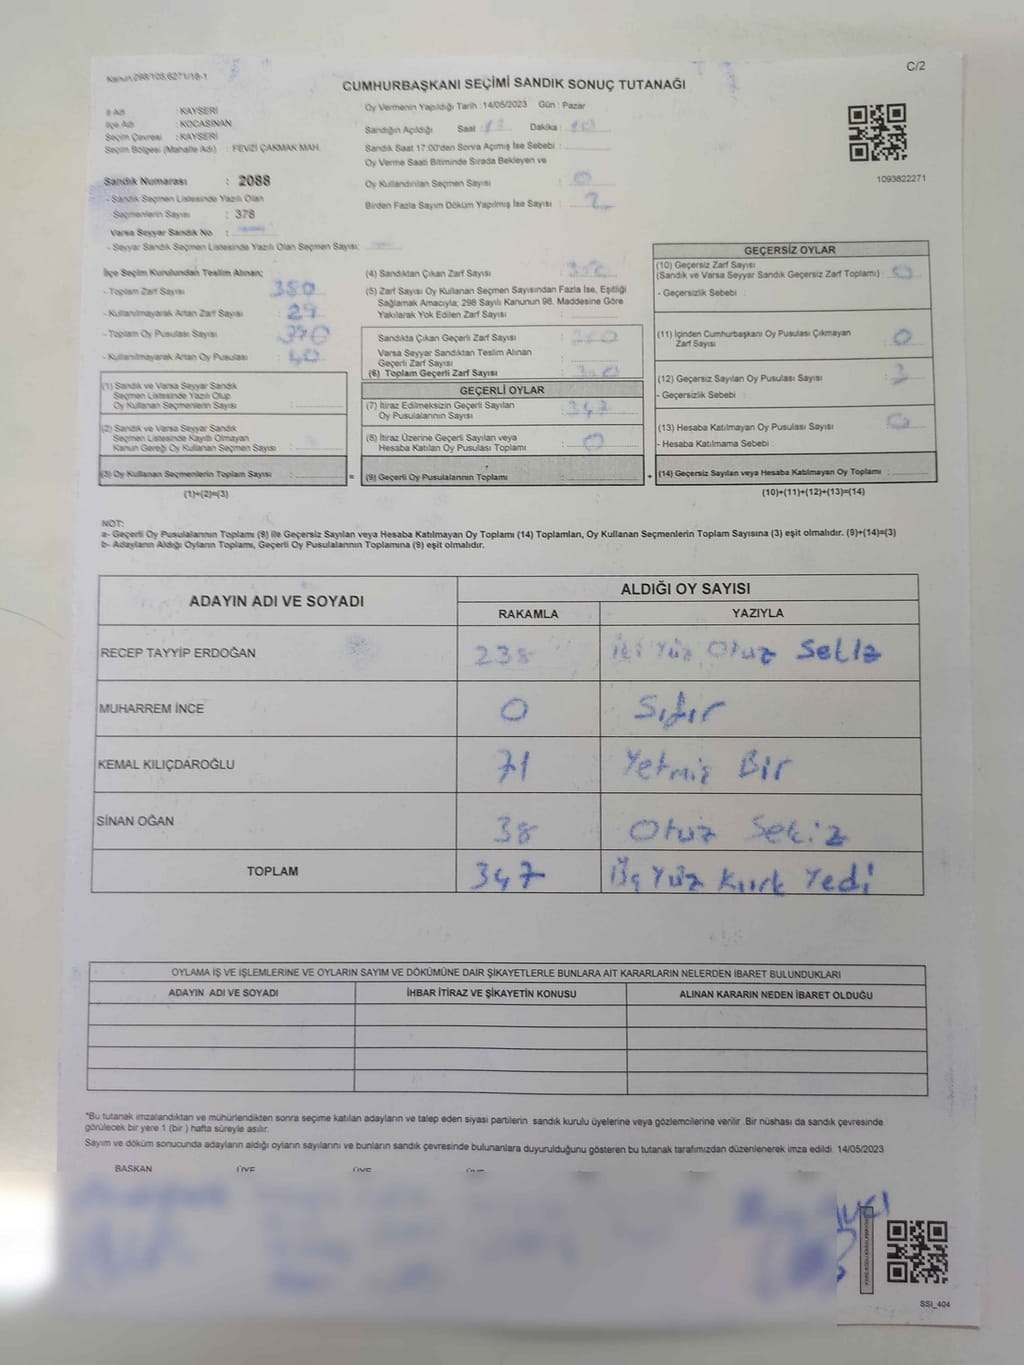 Kanun:298/105,6271/18-1
C/2
CUMHURBAŞKANI SEÇİMİ SANDIK SONUÇ TUTANAĞI
İl Adı : KAYSERİ
İlçe Adı : KOCASİNAN
Seçim Çevresi : KAYSERİ
Seçim Bölgesi (Mahalle Adı) : FEVZİ ÇAKMAK MAH.
Sandık Numarası : 2088
- Sandık Seçmen Listesinde Yazılı Olan
Seçmenlerin Sayısı : 378
Varsa Seyyar Sandık No :
- Seyyar Sandık Seçmen Listesinde Yazılı Olan Seçmen Sayısı:
Oy Vermenin Yapıldığı Tarih :14/05/2023 Gün : Pazar
Sandığın Açıldığı Saat : Dakika :
Sandık Saat 17:00'den Sonra Açımış İse Sebebi :
Oy Verme Saati Bitiminde Sırada Bekleyen ve
Oy Kullandırılan Seçmen Sayısı : 0
Birden Fazla Sayım Döküm Yapılmış İse Sayısı : 2
1093822271
İlçe Seçim Kurulundan Teslim Alınan;
- Toplam Zarf Sayısı 380
- Kullanılmayarak Artan Zarf Sayısı : 29
- Toplam Oy Pusulası Sayısı : 390
- Kullanılmayarak Artan Oy Pusulası : 40
(1) Sandık ve Varsa Seyyar Sandık
Seçmen Listesinde Yazılı Olup
Oy Kullanan Seçmenlerin Sayısı :
(2) Sandık ve Varsa Seyyar Sandık
Seçmen Listesinde Kayıtlı Olmayan
Kanun Gereği Oy Kullanan Seçmen Sayısı :
(3) Oy Kullanan Seçmenlerin Toplam Sayısı :
(1)+(2)=(3)
(4) Sandıktan Çıkan Zarf Sayısı :
(5) Zarf Sayısı Oy Kullanan Seçmen Sayısından Fazla İse, Eşitliği
Sağlamak Amacıyla; 298 Sayılı Kanunun 98. Maddesine Göre
Yakılarak Yok Edilen Zarf Sayısı :
Sandıkta Çıkan Geçerli Zarf Sayısı :
Varsa Seyyar Sandıktan Teslim Alınan
Geçerli Zarf Sayısı :
(6) Toplam Geçerli Zarf Sayısı :
GEÇERLİ OYLAR
(7) İtiraz Edilmeksizin Geçerli Sayılan
Oy Pusulalarının Sayısı : 347
(8) İtiraz Üzerine Geçerli Sayılan veya
Hesaba Katılan Oy Pusulası Toplamı : 0
= (9) Geçerli Oy Pusulalarının Toplamı : +
GEÇERSİZ OYLAR
(10) Geçersiz Zarf Sayısı
(Sandık ve Varsa Seyyar Sandık Geçersiz Zarf Toplamı) : 0
- Geçersizlik Sebebi :
(11) İçinden Cumhurbaşkanı Oy Pusulası Çıkmayan
Zarf Sayısı : 0
(12) Geçersiz Sayılan Oy Pusulası Sayısı : 3
- Geçersizlik Sebebi :
(13) Hesaba Katılmayan Oy Pusulası Sayısı : 0
- Hesaba Katılmama Sebebi :
(14) Geçersiz Sayılan veya Hesaba Katılmayan Oy Toplamı :
(10)+(11)+(12)+(13)=(14)
NOT:
a- Geçerli Oy Pusulalarının Toplamı (9) ile Geçersiz Sayılan veya Hesaba Katılmayan Oy Toplamı (14) Toplamları, Oy Kullanan Seçmenlerin Toplam Sayısına (3) eşit olmalıdır. (9)+(14)=(3)
b- Adayların Aldığı Oyların Toplamı, Geçerli Oy Pusulalarının Toplamına (9) eşit olmalıdır.
ADAYIN ADI VE SOYADI ALDIĞI OY SAYISI
RAKAMLA YAZIYLA
RECEP TAYYİP ERDOĞAN 238 iki Yüz Otuz Sekiz
MUHARREM İNCE 0 Sıfır
KEMAL KILIÇDAROĞLU 71 Yetmiş Bir
SİNAN OĞAN 38 Otuz Sekiz
TOPLAM 347 Üç Yüz Kırk Yedi
OYLAMA İŞ VE İŞLEMLERİNE VE OYLARIN SAYIM VE DÖKÜMÜNE DAİR ŞİKAYETLERLE BUNLARA AİT KARARLARIN NELERDEN İBARET BULUNDUKLARI
ADAYIN ADI VE SOYADI İHBAR İTİRAZ VE ŞİKAYETİN KONUSU ALINAN KARARIN NEDEN İBARET OLDUĞU
*Bu tutanak imzalandıktan ve mühürlendikten sonra seçime katılan adayların ve talep eden siyasi partilerin sandık kurulu üyelerine veya gözlemcilerine verilir .Bir nüshası da sandık çevresinde
görülecek bir yere 1 (bir ) hafta süreyle asılır.
Sayım ve döküm sonucunda adayların aldığı oyların sayılarını ve bunların sandık çevresinde bulunanlara duyurulduğunu gösteren bu tutanak tarafımızdan düzenlenerek imza edildi. 14/05/2023
BAŞKAN ÜYE ÜYE
SSI_404